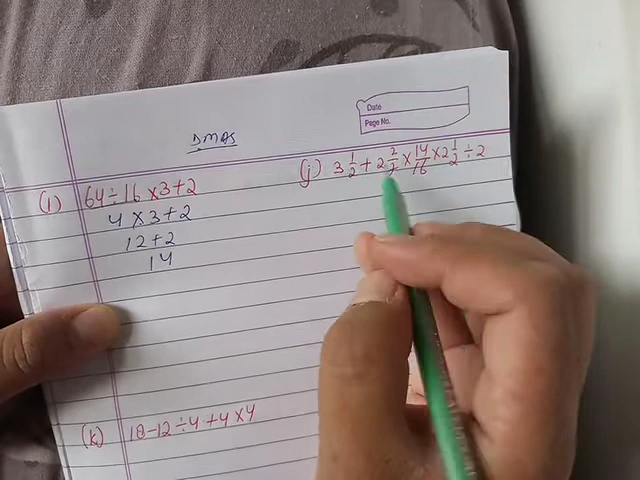 DMAS
Date
Page No.
(i) 64÷16 ×3+2
4 ×3+2
12+2
14
(j) 3 1/2 + 2 2/7 × 14/16 × 2 1/2 ÷ 2
(k) 18-12÷4 +4×4